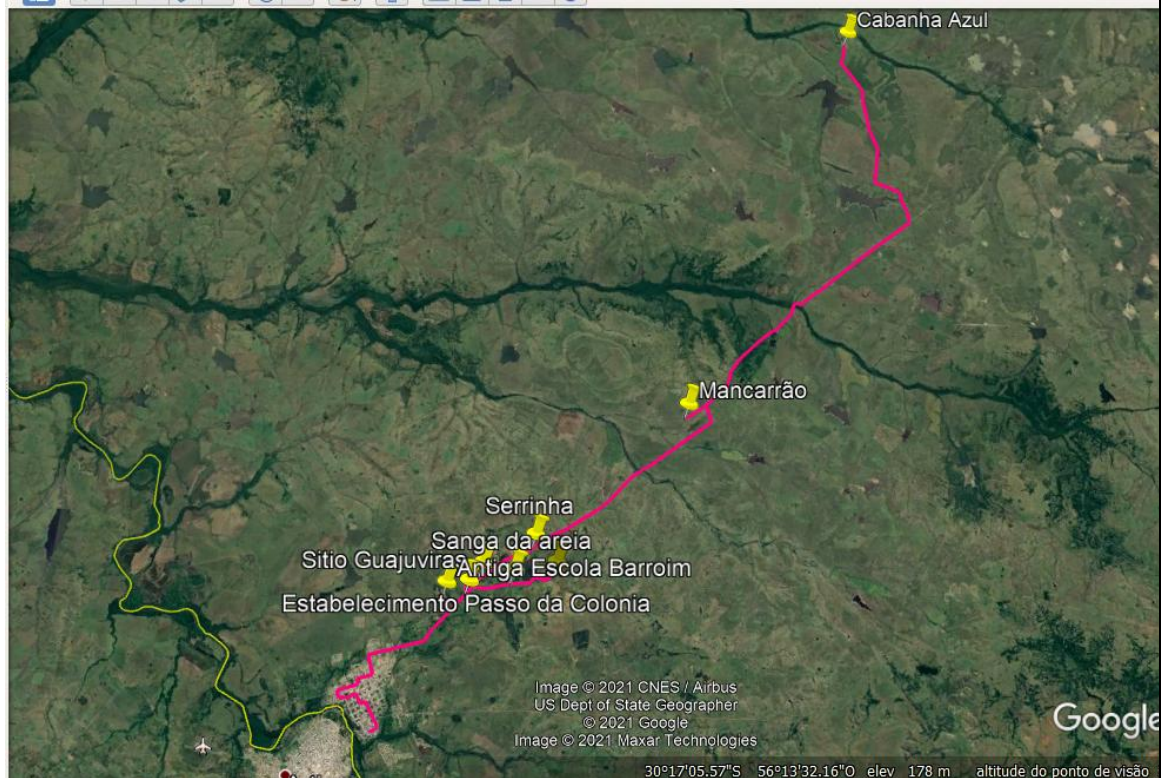 Cabanha Azul
Mancarrão
Serrinha
Sanga da areia
Sitio Guajuviras
Antiga Escola Barroim
Estabelecimento Passo da Colonia
Image © 2021 CNES / Airbus
US Dept of State Geographer
© 2021 Google
Image © 2021 Maxar Technologies
Google
30°17'05.57"S 56°13'32.16"O elev 178 m altitude do ponto de visão